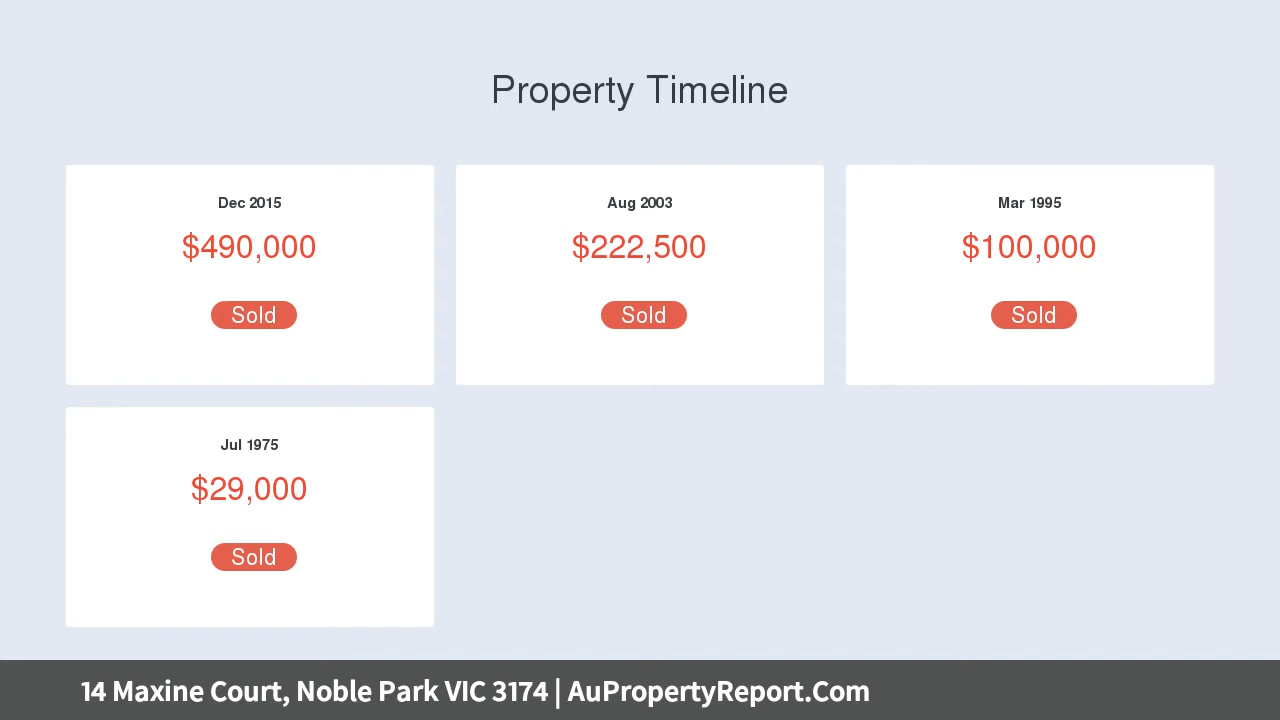 Property Timeline
Dec 2015
$490,000
Sold
Aug 2003
$222,500
Sold
Mar 1995
$100,000
Sold
Jul 1975
$29,000
Sold
14 Maxine Court, Noble Park VIC 3174 | AuPropertyReport.Com